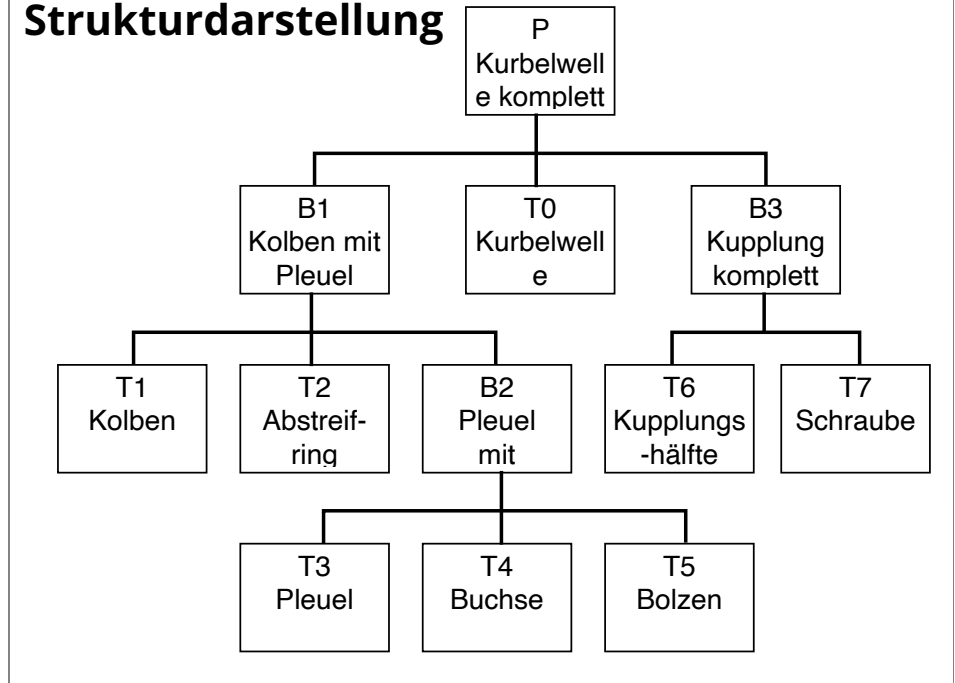 Strukturdarstellung
P
Kurbelwell
e komplett
B1
Kolben mit
Pleuel
T0
Kurbelwell
e
B3
Kupplung
komplett
T1
Kolben
T2
Abstreif-
ring
B2
Pleuel
mit
T6
Kupplungs
-hälfte
T7
Schraube
T3
Pleuel
T4
Buchse
T5
Bolzen